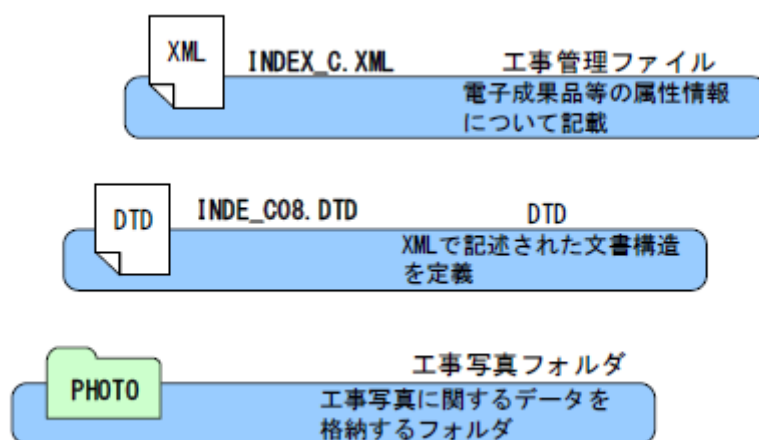 XML
INDEX_C.XML 工事管理ファイル
電子成果品等の属性情報
について記載
DTD
INDE_C08.DTD DTD
XMLで記述された文書構造
を定義
工事写真フォルダ
PHOTO
工事写真に関するデータを
格納するフォルダ